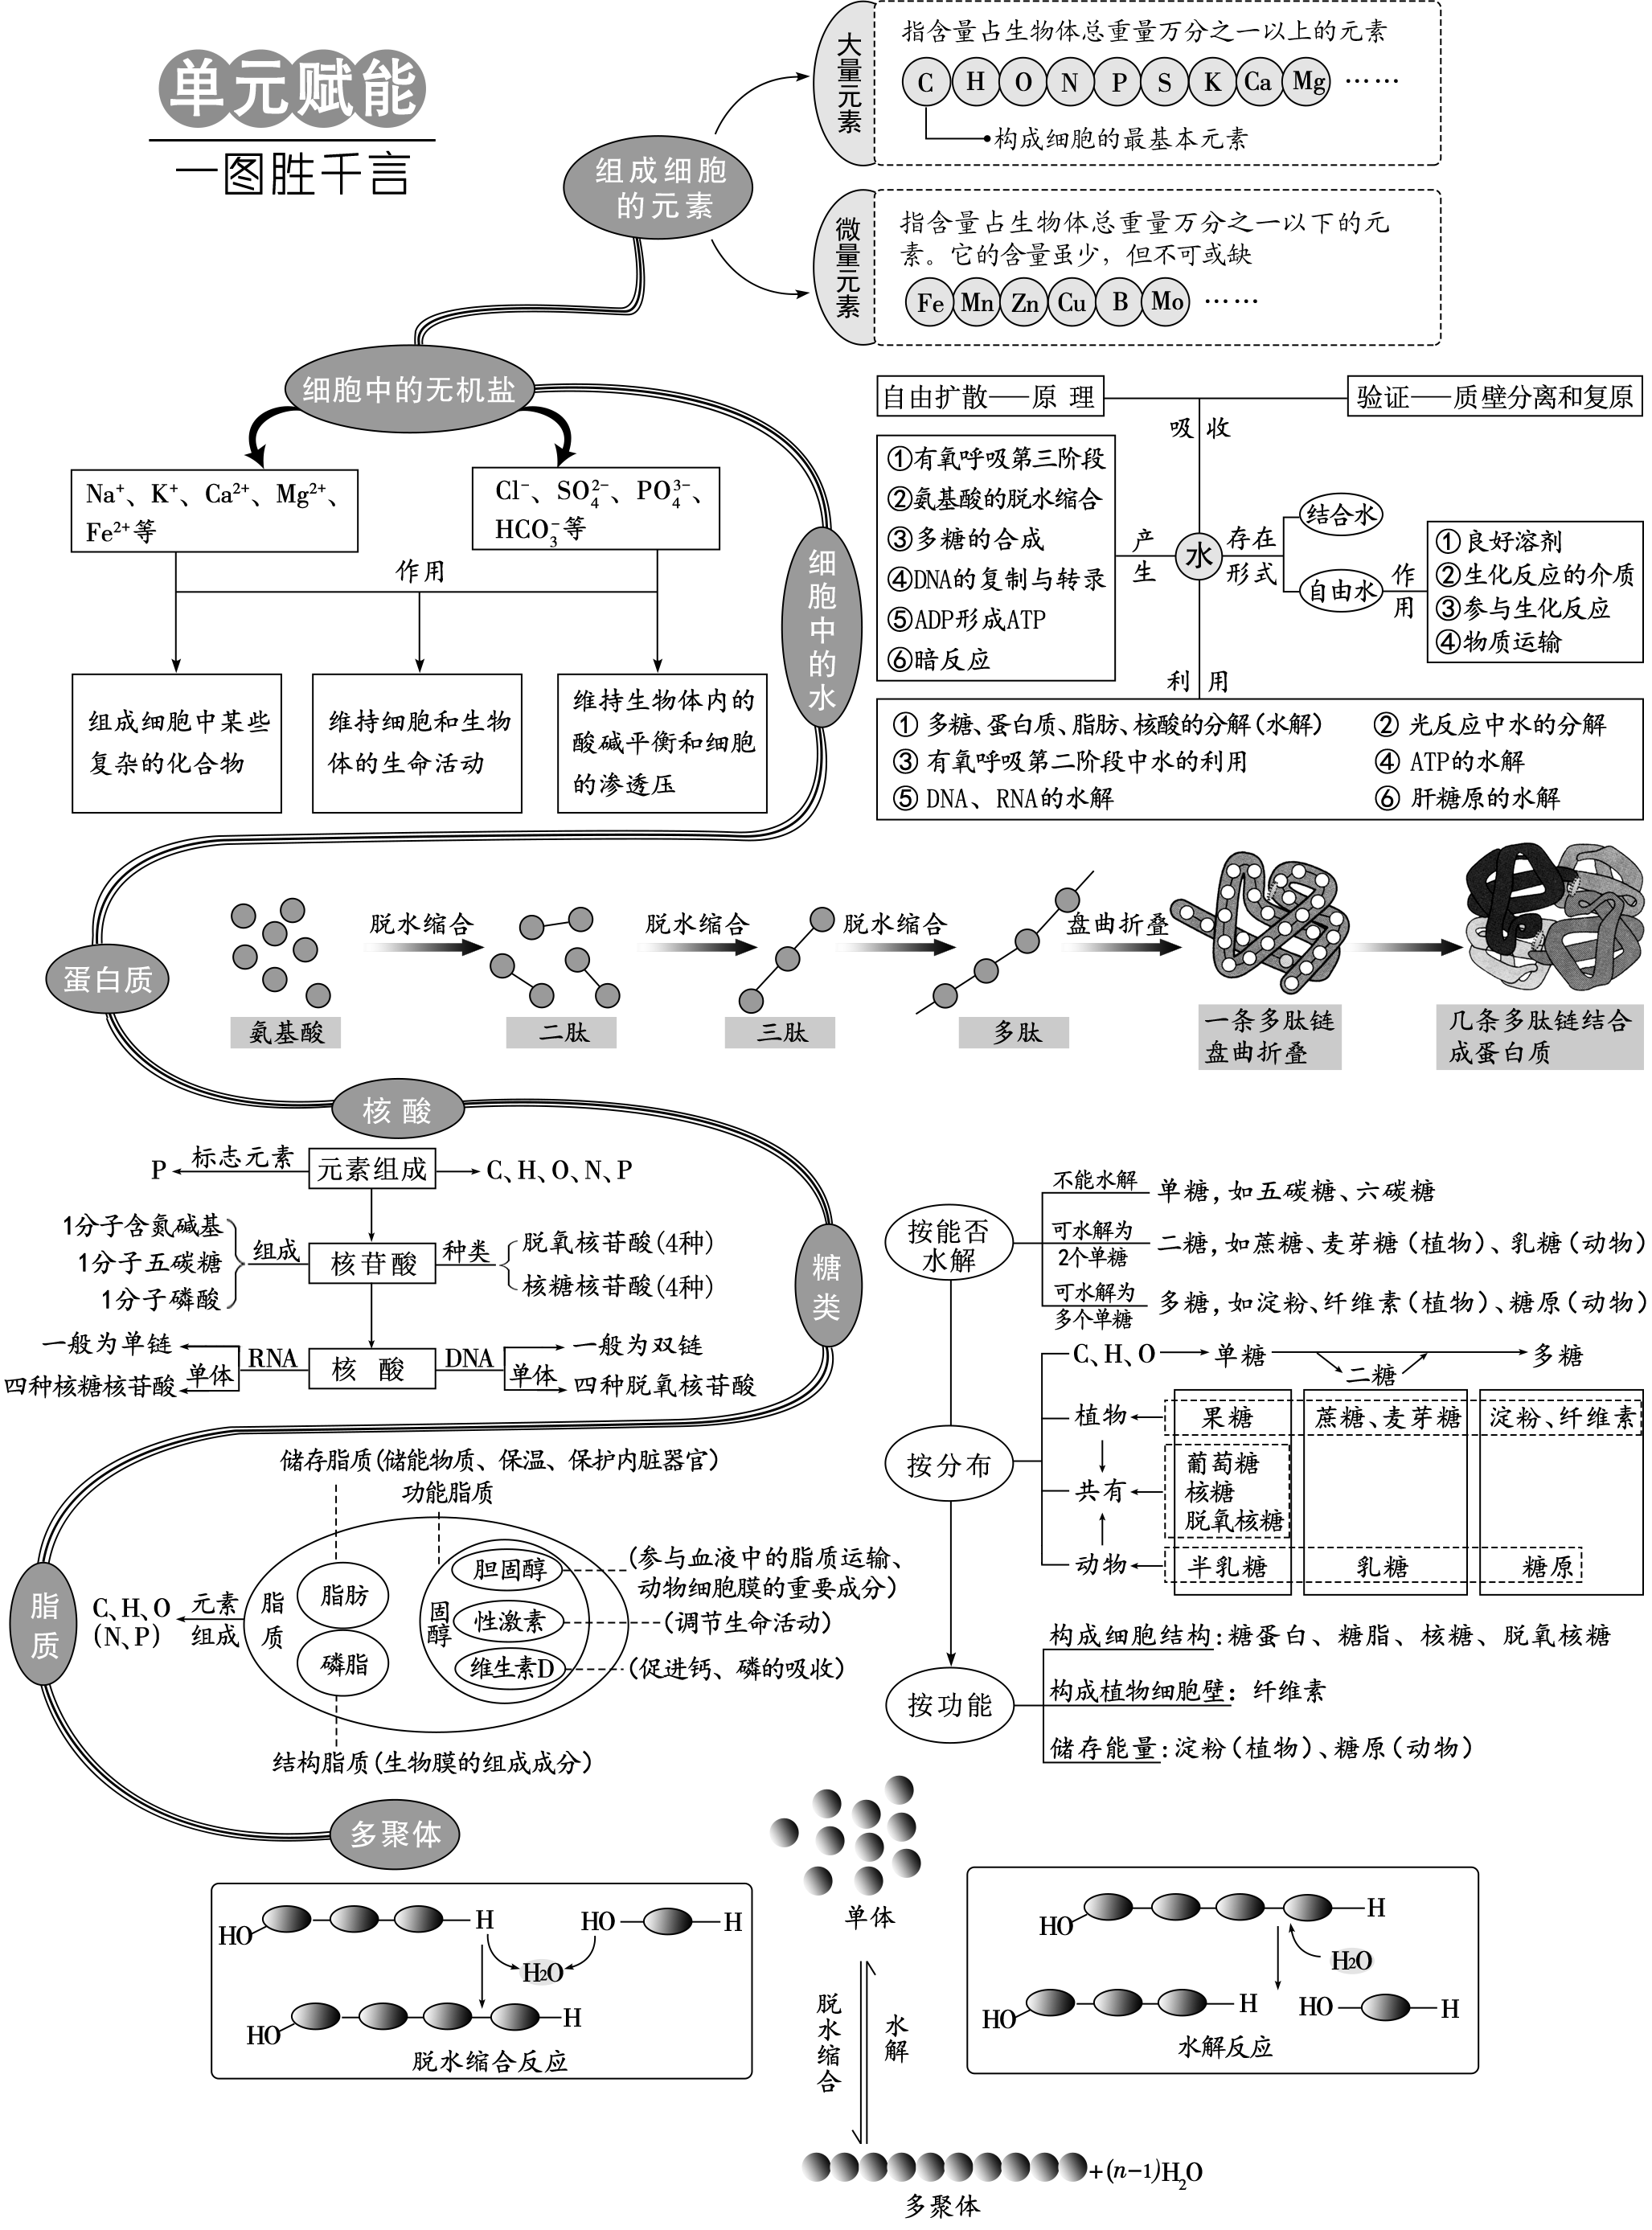 单元赋能
一图胜千言
组成细胞
的元素
大量元素
指含量占生物体总重量万分之一以上的元素
C H O N P S K Ca Mg ……
构成细胞的最基本元素
微量元素
指含量占生物体总重量万分之一以下的元
素。它的含量虽少，但不可或缺
Fe Mn Zn Cu B Mo ……
细胞中的无机盐
Na⁺、K⁺、Ca²⁺、Mg²⁺、
Fe²⁺等
Cl⁻、SO₄²⁻、PO₄³⁻、
HCO₃⁻等
作用
组成细胞中某些
复杂的化合物
维持细胞和生物
体的生命活动
维持生物体内的
酸碱平衡和细胞
的渗透压
细胞中的水
自由扩散——原 理
验证——质壁分离和复原
吸 收
①有氧呼吸第三阶段
②氨基酸的脱水缩合
③多糖的合成
④DNA的复制与转录
⑤ADP形成ATP
⑥暗反应
产生
水
存在
形式
结合水
自由水
作用
①良好溶剂
②生化反应的介质
③参与生化反应
④物质运输
利 用
① 多糖、蛋白质、脂肪、核酸的分解(水解)
② 光反应中水的分解
③ 有氧呼吸第二阶段中水的利用
④ ATP的水解
⑤ DNA、RNA的水解
⑥ 肝糖原的水解
蛋白质
氨基酸
脱水缩合
二肽
脱水缩合
三肽
脱水缩合
多肽
盘曲折叠
一条多肽链
盘曲折叠
几条多肽链结合
成蛋白质
核 酸
P
标志元素
元素组成
C、H、O、N、P
1分子含氮碱基
1分子五碳糖
1分子磷酸
组成
核苷酸
种类
脱氧核苷酸(4种)
核糖核苷酸(4种)
一般为单链
四种核糖核苷酸
单体
RNA
核 酸
DNA
单体
一般为双链
四种脱氧核苷酸
糖类
按能否
水解
不能水解
单糖,如五碳糖、六碳糖
可水解为
2个单糖
二糖,如蔗糖、麦芽糖(植物)、乳糖(动物)
可水解为
多个单糖
多糖,如淀粉、纤维素(植物)、糖原(动物)
按分布
C、H、O
单糖
二糖
多糖
植物
果糖
蔗糖、麦芽糖
淀粉、纤维素
共有
葡萄糖
核糖
脱氧核糖
动物
半乳糖
乳糖
糖原
按功能
构成细胞结构:糖蛋白、糖脂、核糖、脱氧核糖
构成植物细胞壁: 纤维素
储存能量:淀粉(植物)、糖原(动物)
脂质
储存脂质(储能物质、保温、保护内脏器官)
功能脂质
C、H、O
(N、P)
元素
组成
脂质
脂肪
磷脂
固醇
胆固醇
性激素
维生素D
(参与血液中的脂质运输、
动物细胞膜的重要成分)
(调节生命活动)
(促进钙、磷的吸收)
结构脂质(生物膜的组成成分)
多聚体
HO H HO H
H₂O
HO H
脱水缩合反应
单体
脱水缩合
水解
HO H
H₂O
HO H HO H
水解反应
+(n-1)H₂O
多聚体